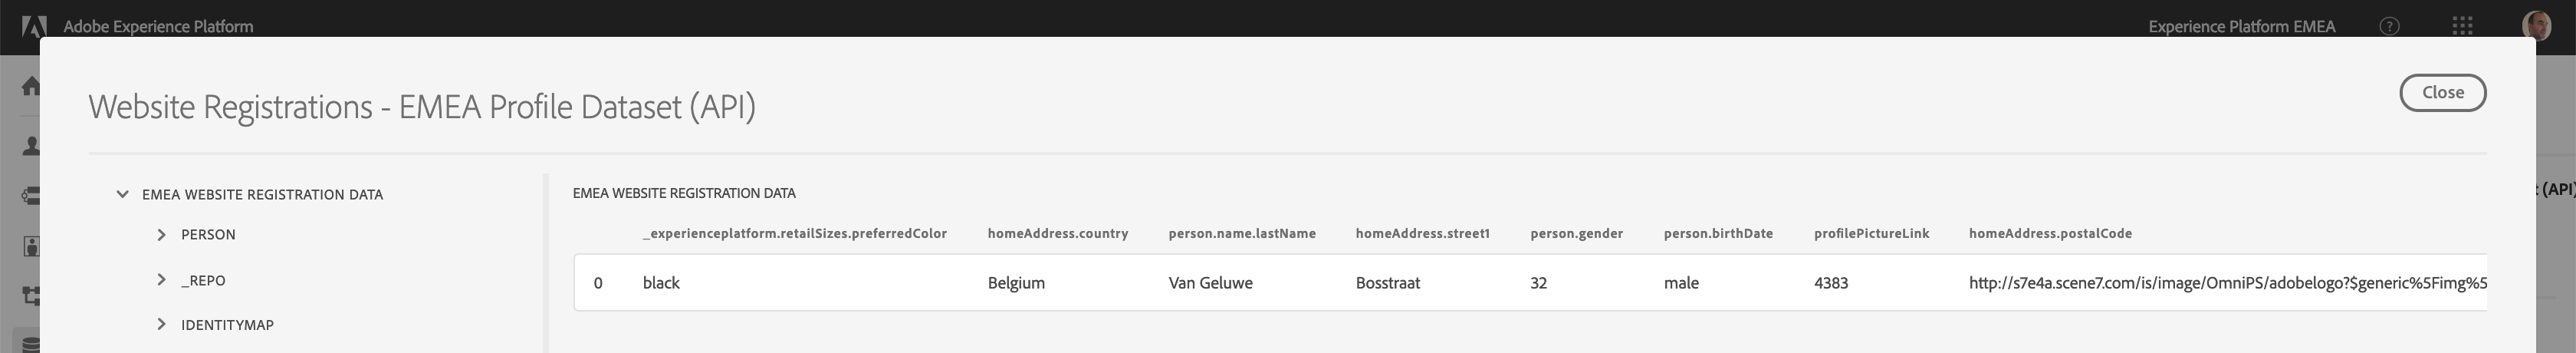 Adobe Experience Platform
Experience Platform EMEA
?
Website Registrations - EMEA Profile Dataset (API)
Close
t (API)
EMEA WEBSITE REGISTRATION DATA
PERSON
_REPO
IDENTITYMAP
EMEA WEBSITE REGISTRATION DATA
_experienceplatform.retailSizes.preferredColor homeAddress.country person.name.lastName homeAddress.street1 person.gender person.birthDate profilePictureLink homeAddress.postalCode
0 black Belgium Van Geluwe Bosstraat 32 male 4383 http://s7e4a.scene7.com/is/image/OmniPS/adobelogo?$generic%5Fimg%5